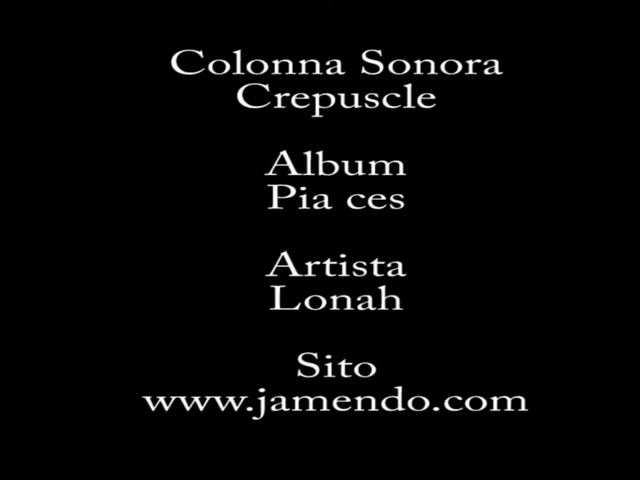 Colonna Sonora
Crepuscle
Album
Pia ces
Artista
Lonah
Sito
www.jamendo.com